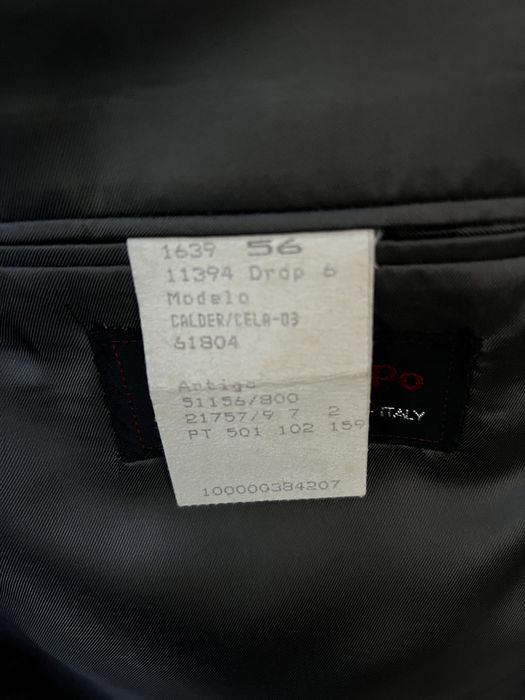 1639 56
11394 Drop 6
Modelo
CALDER/CELA-03
61804
Artigo
51156/800
21757/9 7 2
PT 501 102 159
100000384207
Po
- ITALY